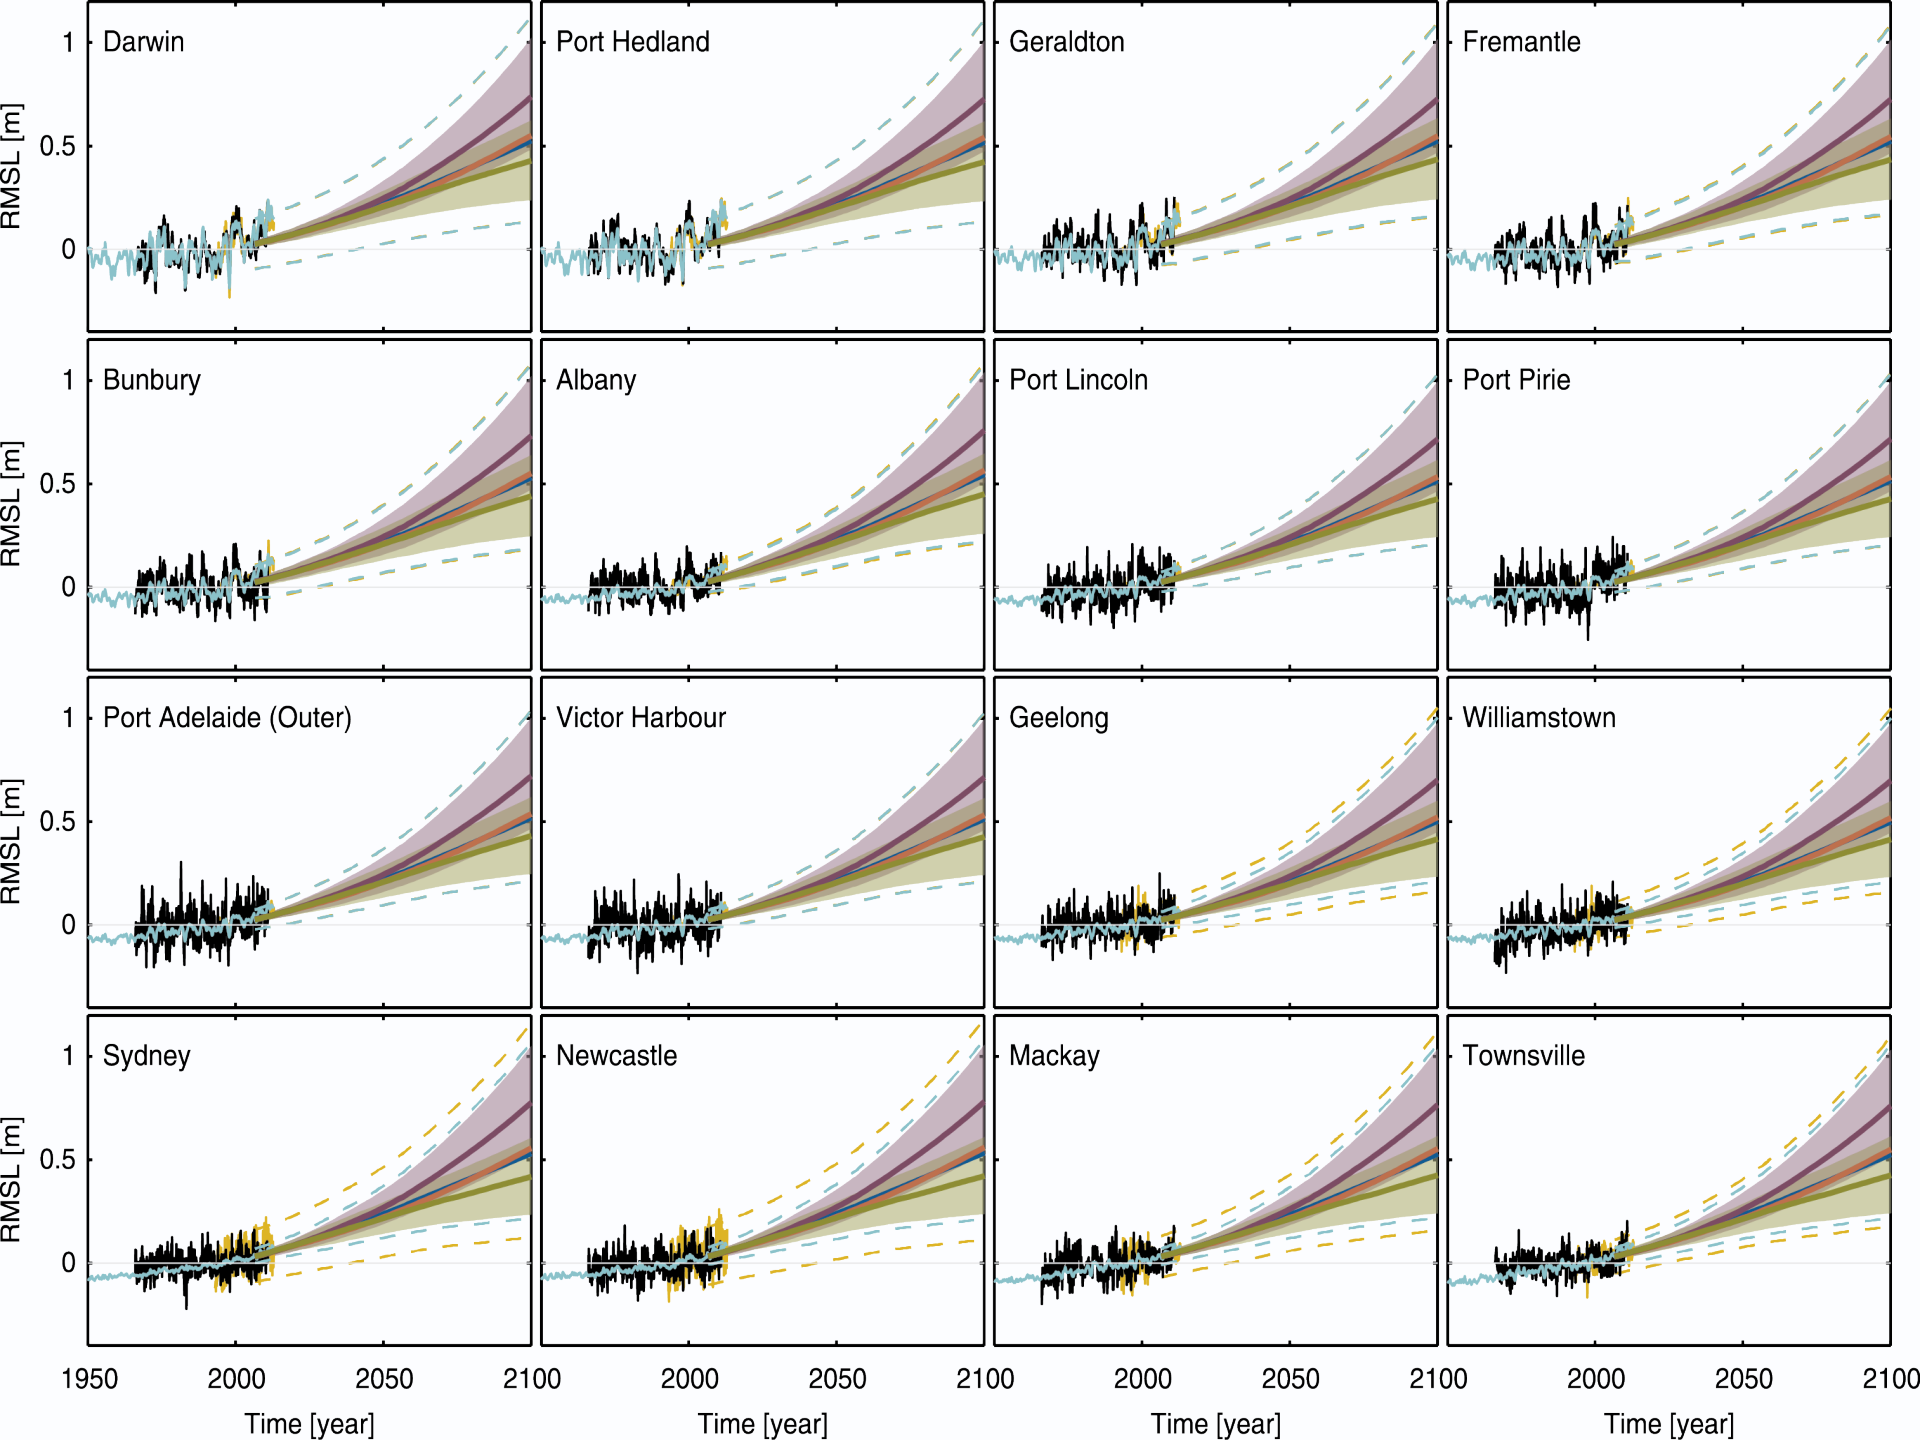 Darwin Port Hedland Geraldton Fremantle
1
0.5
0
RMSL [m]
Bunbury Albany Port Lincoln Port Pirie
1
0.5
0
RMSL [m]
Port Adelaide (Outer) Victor Harbour Geelong Williamstown
1
0.5
0
RMSL [m]
Sydney Newcastle Mackay Townsville
1
0.5
0
RMSL [m]
1950 2000 2050 2100 2000 2050 2100 2000 2050 2100 2000 2050 2100
Time [year] Time [year] Time [year] Time [year]